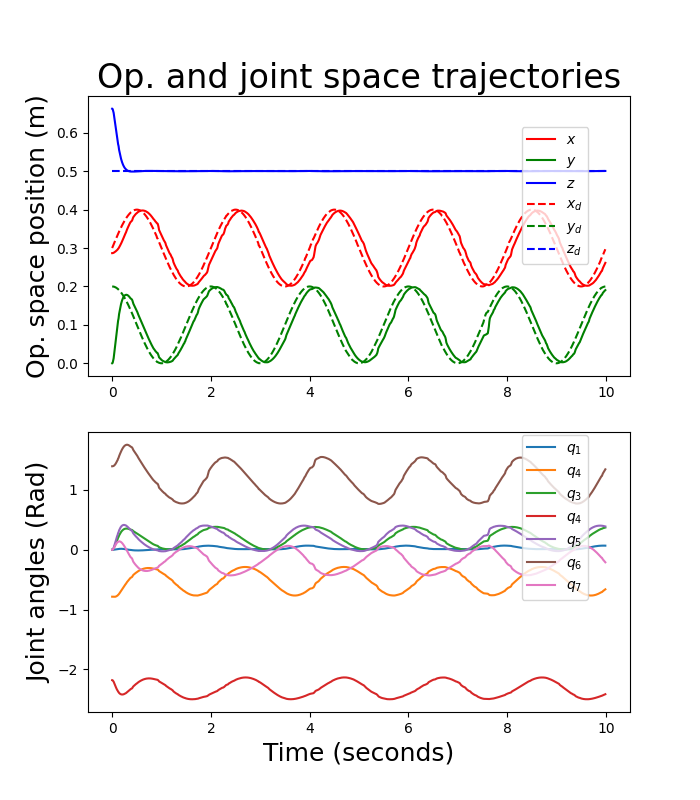 Op. and joint space trajectories
Op. space position (m)
0.6
0.5
0.4
0.3
0.2
0.1
0.0
x
y
z
x_d
y_d
z_d
0 2 4 6 8 10
Joint angles (Rad)
1
0
−1
−2
q_1
q_4
q_3
q_4
q_5
q_6
q_7
0 2 4 6 8 10
Time (seconds)